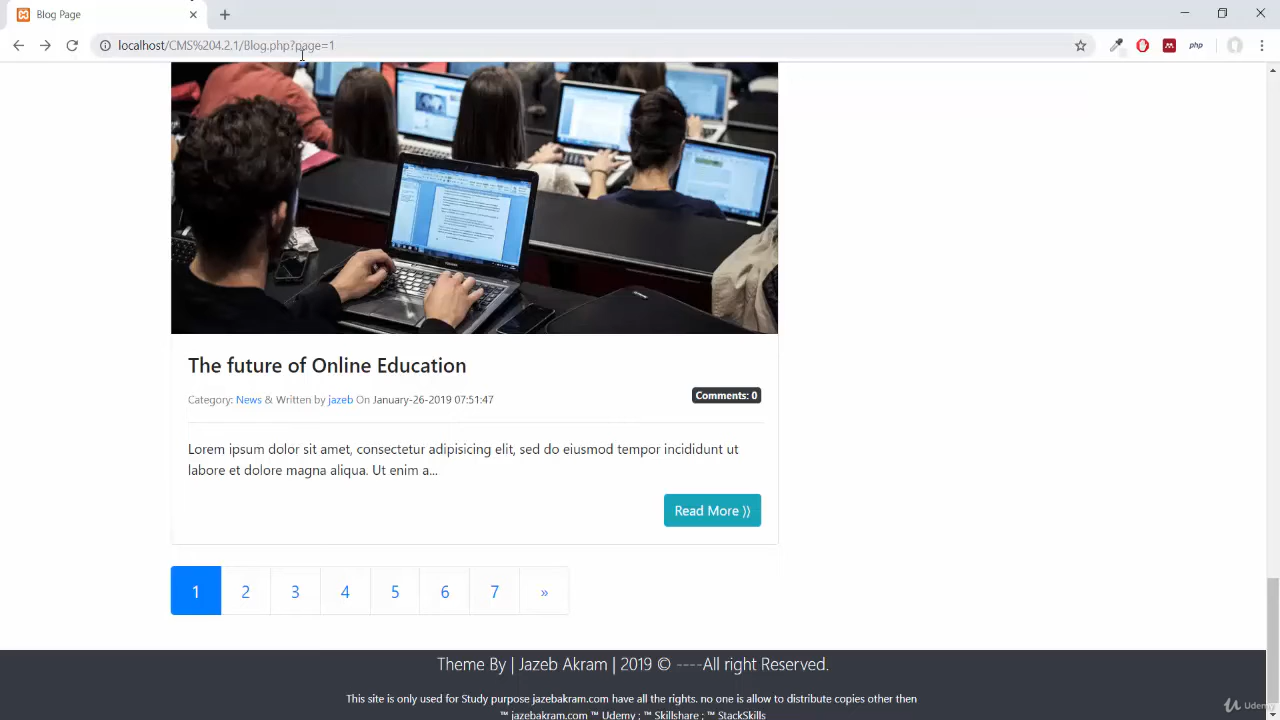 Blog Page
localhost/CMS%204.2.1/Blog.php?page=1
php
The future of Online Education
Category: News & Written by jazeb On January-26-2019 07:51:47
Comments: 0
Lorem ipsum dolor sit amet, consectetur adipisicing elit, sed do eiusmod tempor incididunt ut
labore et dolore magna aliqua. Ut enim a...
Read More ⟩⟩
1 2 3 4 5 6 7 »
Theme By | Jazeb Akram | 2019 © ----All right Reserved.
This site is only used for Study purpose jazebakram.com have all the rights. no one is allow to distribute copies other then
™ jazebakram.com ™ Udemy ; ™ Skillshare ; ™ StackSkills
Udemy